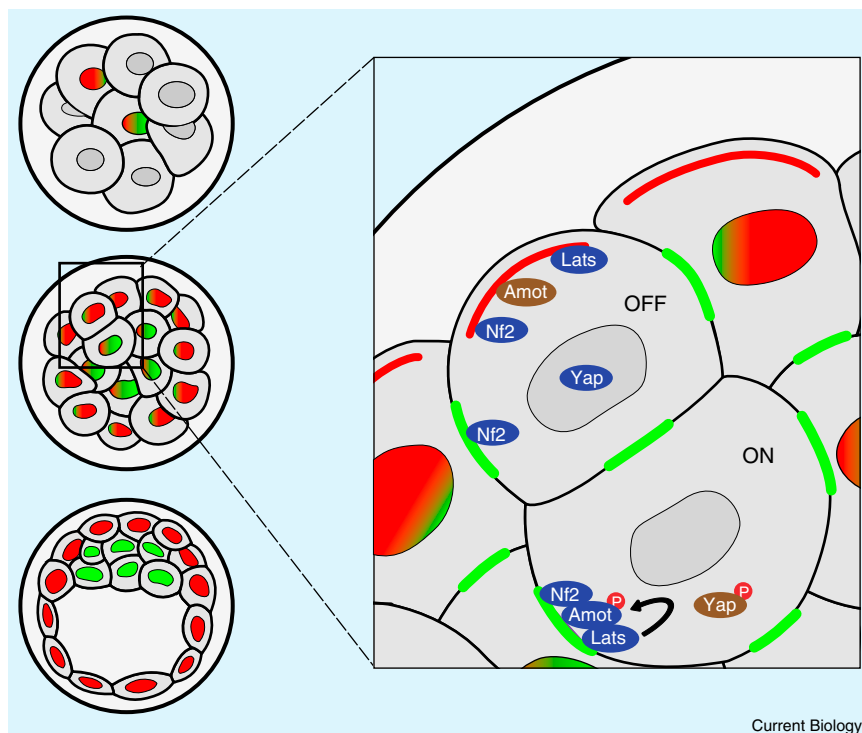 Lats
Amot
OFF
Nf2
Yap
Nf2
ON
Nf2
P
P
Amot
Yap
Lats
Current Biology